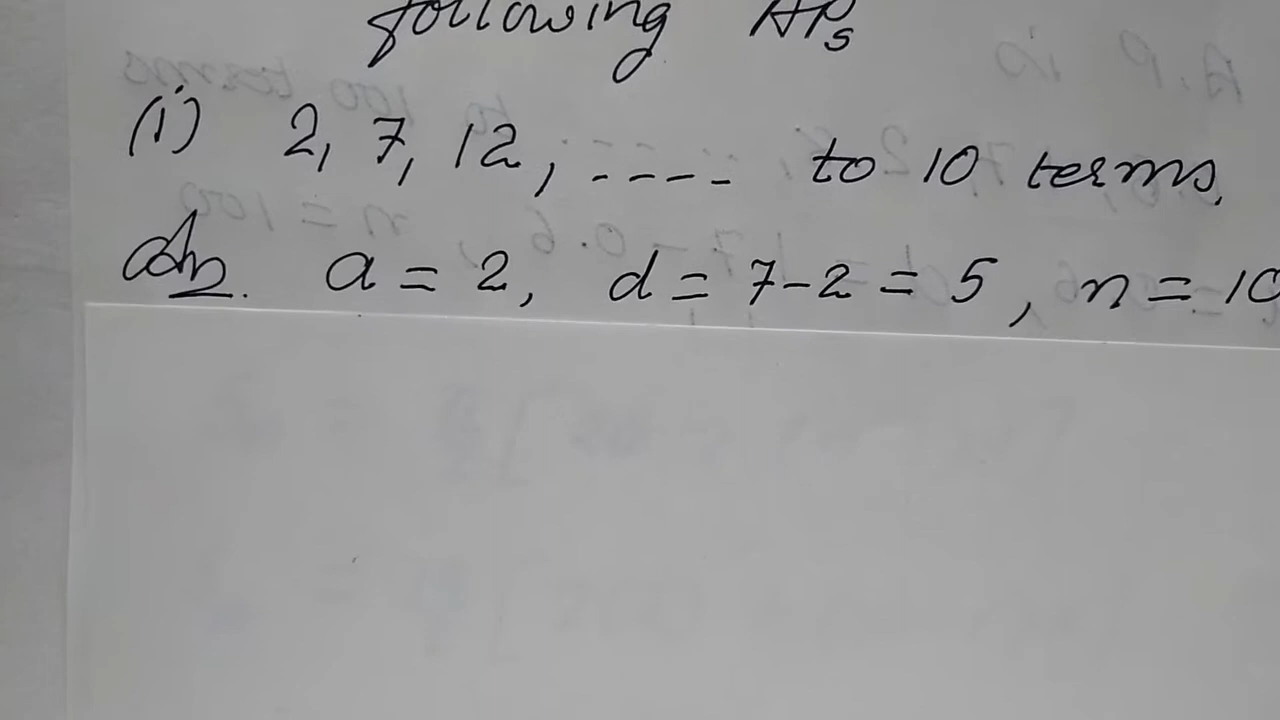 following APs
(i) 2, 7, 12, ---- to 10 terms.
Ans. a = 2, d = 7-2 = 5, n = 10